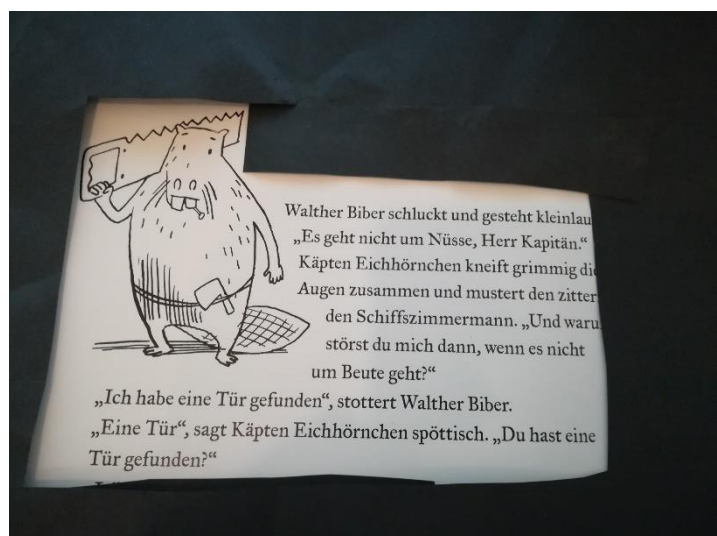 Walther Biber schluckt und gesteht kleinlau
„Es geht nicht um Nüsse, Herr Kapitän.“
Käpten Eichhörnchen kneift grimmig die
Augen zusammen und mustert den zitter
den Schiffszimmermann. „Und waru
störst du mich dann, wenn es nicht
um Beute geht?“
„Ich habe eine Tür gefunden“, stottert Walther Biber.
„Eine Tür“, sagt Käpten Eichhörnchen spöttisch. „Du hast eine
Tür gefunden?“